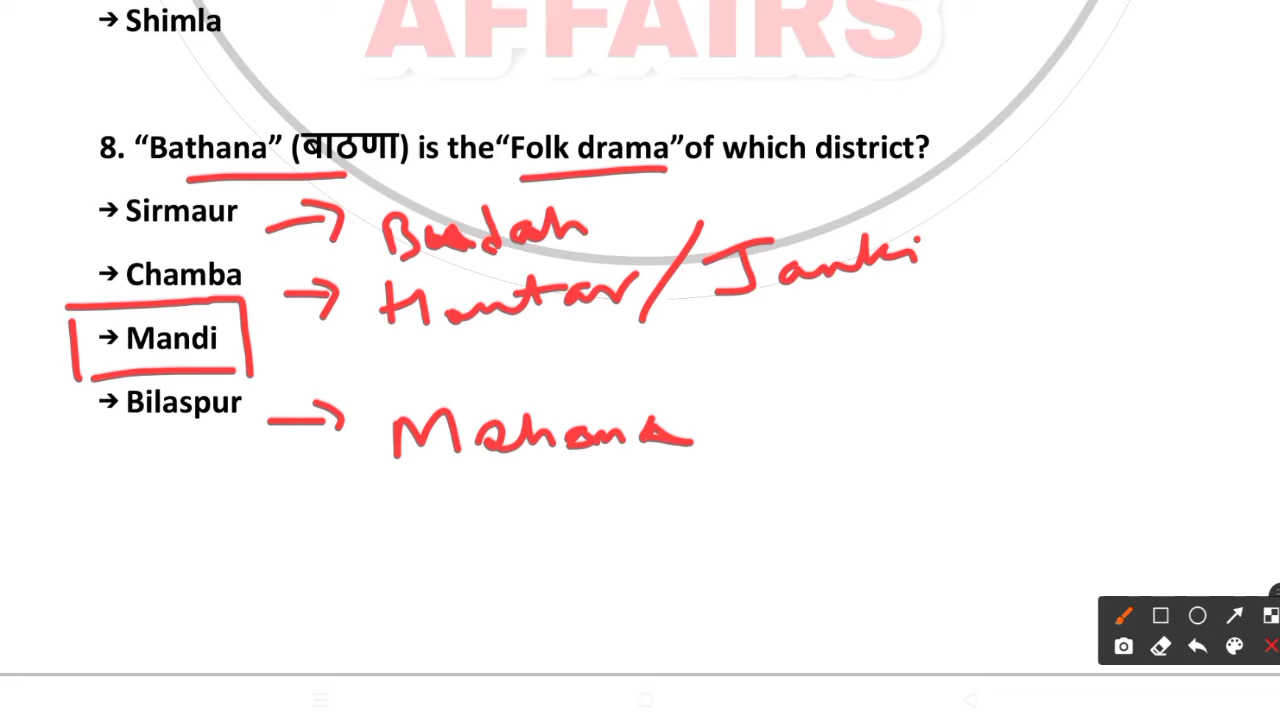 → Shimla
AFFAIRS
8. “Bathana” (बाठणा) is the“Folk drama”of which district?
→ Sirmaur → Budah
→ Chamba → Hantar / Janki
→ Mandi
→ Bilaspur → Mohana